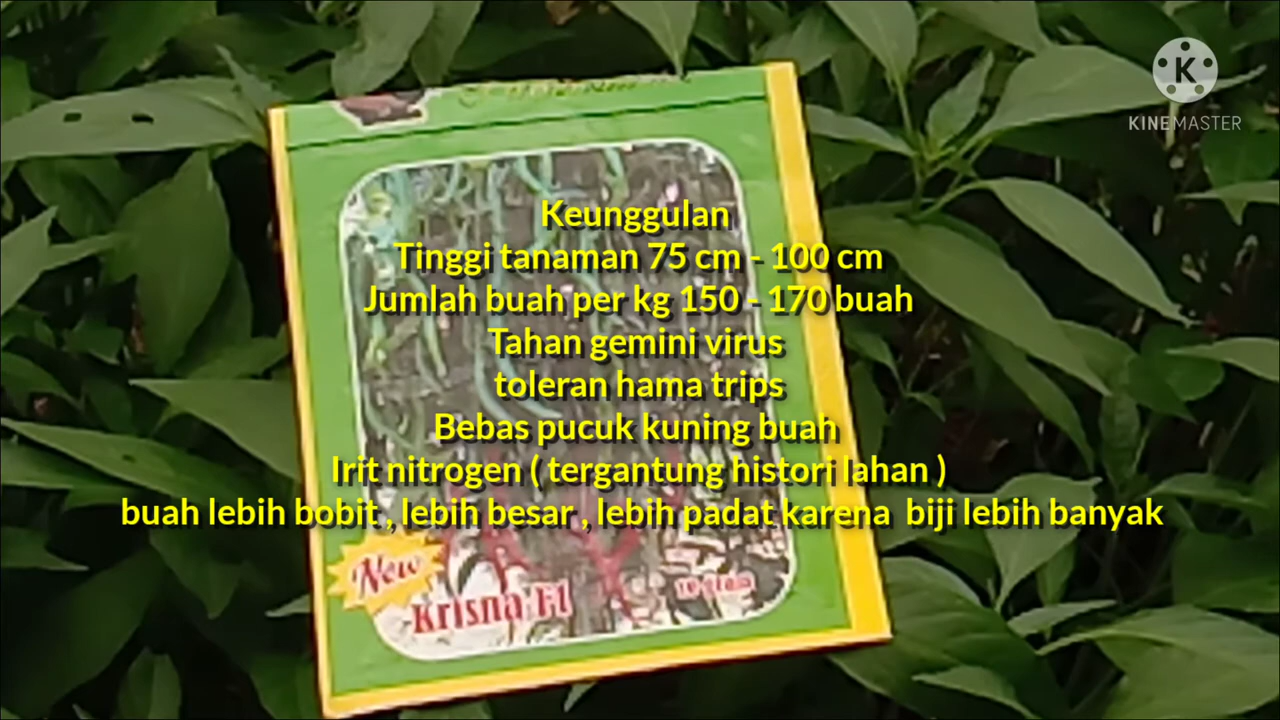 KINEMASTER
Keunggulan
Tinggi tanaman 75 cm - 100 cm
Jumlah buah per kg 150 - 170 buah
Tahan gemini virus
toleran hama trips
Bebas pucuk kuning buah
Irit nitrogen ( tergantung histori lahan )
buah lebih bobit , lebih besar , lebih padat karena biji lebih banyak
New
Krisna F1